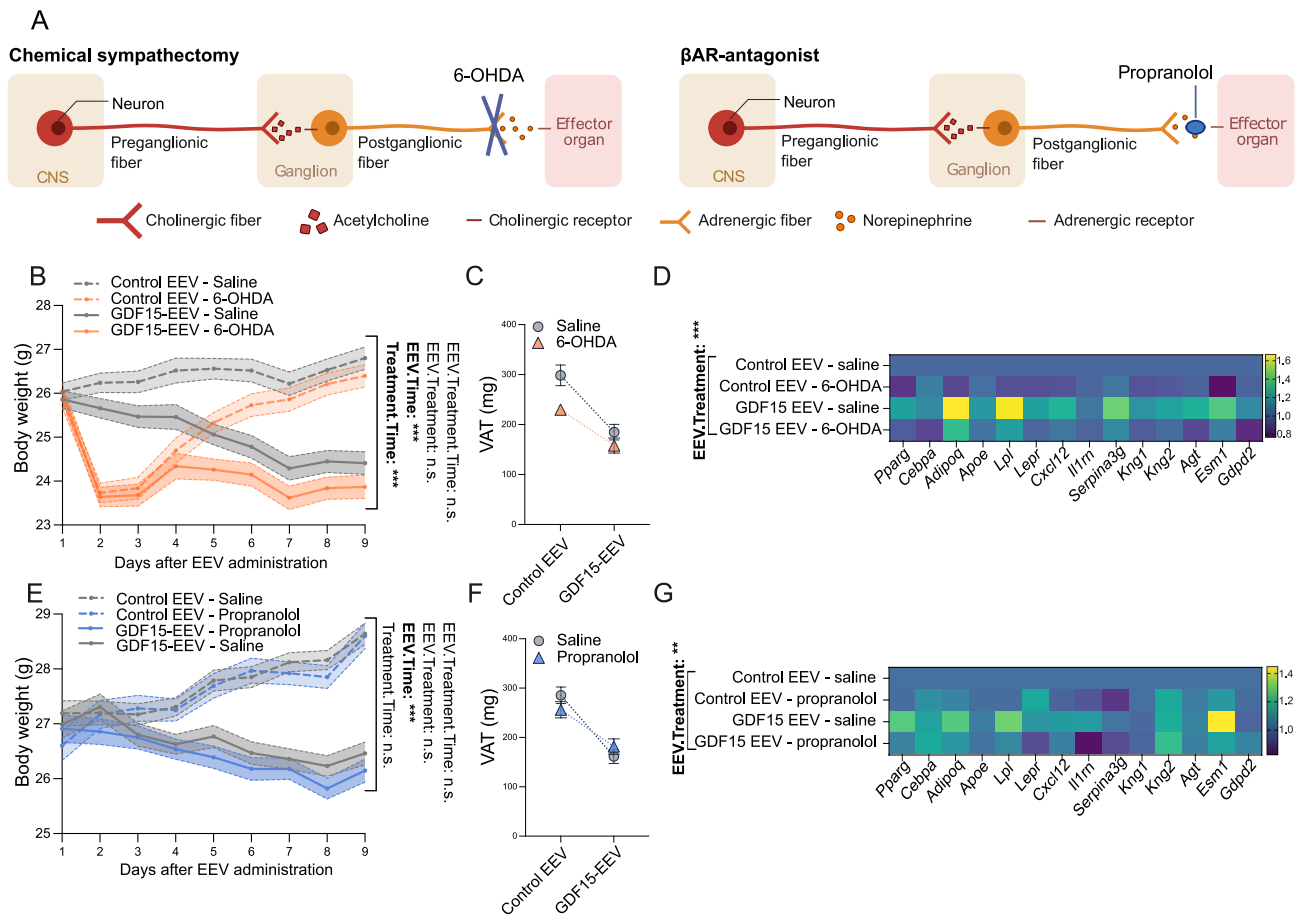 A
Chemical sympathectomy
βAR-antagonist
6-OHDA
Propranolol
Neuron
Neuron
Effector
organ
Effector
organ
Preganglionic
fiber
Postganglionic
fiber
Preganglionic
fiber
Postganglionic
fiber
CNS
Ganglion
CNS
Ganglion
Cholinergic fiber
Acetylcholine
Cholinergic receptor
Adrenergic fiber
Norepinephrine
Adrenergic receptor
B
Control EEV - Saline
Control EEV - 6-OHDA
GDF15-EEV - Saline
GDF15-EEV - 6-OHDA
Body weight (g)
28
27
26
25
24
23
1 2 3 4 5 6 7 8 9
Days after EEV administration
EEV.Treatment.Time: n.s.
EEV.Treatment: n.s.
EEV.Time: ***
Treatment.Time: ***
C
Saline
6-OHDA
VAT (mg)
400
300
200
100
0
Control EEV
GDF15-EEV
D
EEV.Treatment: ***
Control EEV - saline
Control EEV - 6-OHDA
GDF15 EEV - saline
GDF15 EEV - 6-OHDA
1.6
1.4
1.2
1.0
0.8
Pparg
Cebpa
Adipoq
Apoe
Lpl
Lepr
Cxcl12
Il1rn
Serpina3g
Kng1
Kng2
Agt
Esm1
Gdpd2
E
Control EEV - Saline
Control EEV - Propranolol
GDF15-EEV - Propranolol
GDF15-EEV - Saline
Body weight (g)
29
28
27
26
25
1 2 3 4 5 6 7 8 9
Days after EEV administration
EEV.Treatment.Time: n.s.
EEV.Treatment: n.s.
EEV.Time: ***
Treatment.Time: n.s.
F
Saline
Propranolol
VAT (mg)
400
300
200
100
0
Control EEV
GDF15-EEV
G
EEV.Treatment: **
Control EEV - saline
Control EEV - propranolol
GDF15 EEV - saline
GDF15 EEV - propranolol
1.4
1.2
1.0
Pparg
Cebpa
Adipoq
Apoe
Lpl
Lepr
Cxcl12
Il1rn
Serpina3g
Kng1
Kng2
Agt
Esm1
Gdpd2